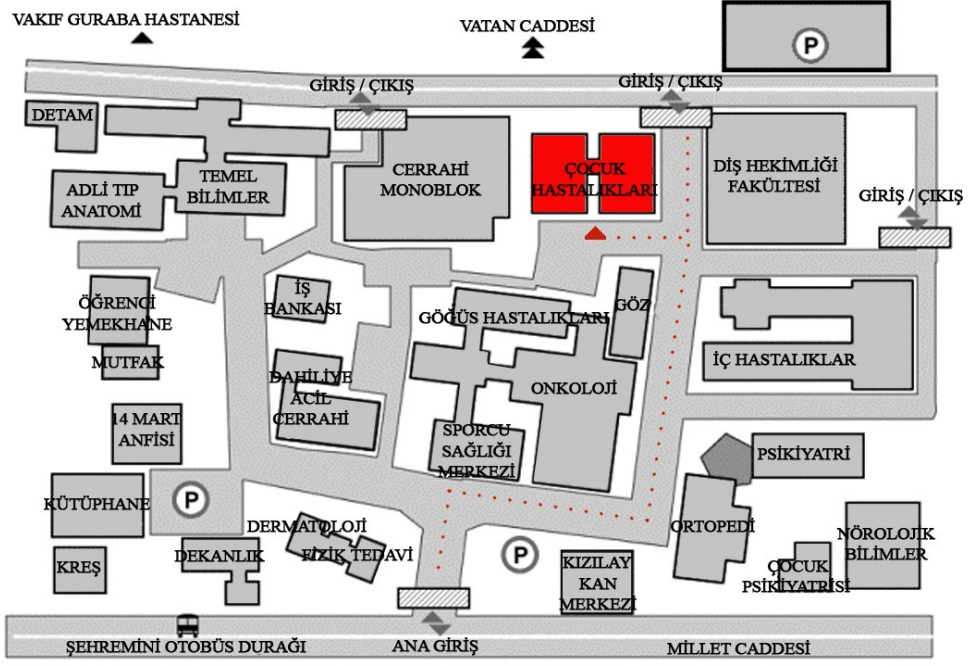 VAKIF GURABA HASTANESİ
VATAN CADDESİ
P
GİRİŞ / ÇIKIŞ
GİRİŞ / ÇIKIŞ
DETAM
TEMEL
BİLİMLER
ADLİ TIP
ANATOMİ
CERRAHİ
MONOBLOK
ÇOCUK
HASTALIKLARI
DİŞ HEKİMLİĞİ
FAKÜLTESİ
GİRİŞ / ÇIKIŞ
ÖĞRENCİ
YEMEKHANE
MUTFAK
İŞ
BANKASI
GÖĞÜS HASTALIKLARI
GÖZ
İÇ HASTALIKLAR
DAHİLİYE
ACİL
CERRAHİ
ONKOLOJİ
14 MART
ANFİSİ
SPORCU
SAĞLIĞI
MERKEZİ
PSİKİYATRİ
KÜTÜPHANE
P
DERMATOLOJİ
FİZİK TEDAVİ
ORTOPEDİ
NÖROLOJİK
BİLİMLER
KREŞ
DEKANLIK
P
KIZILAY
KAN
MERKEZİ
ÇOCUK
PSİKİYATRİSİ
ŞEHREMİNİ OTOBÜS DURAĞI
ANA GİRİŞ
MİLLET CADDESİ